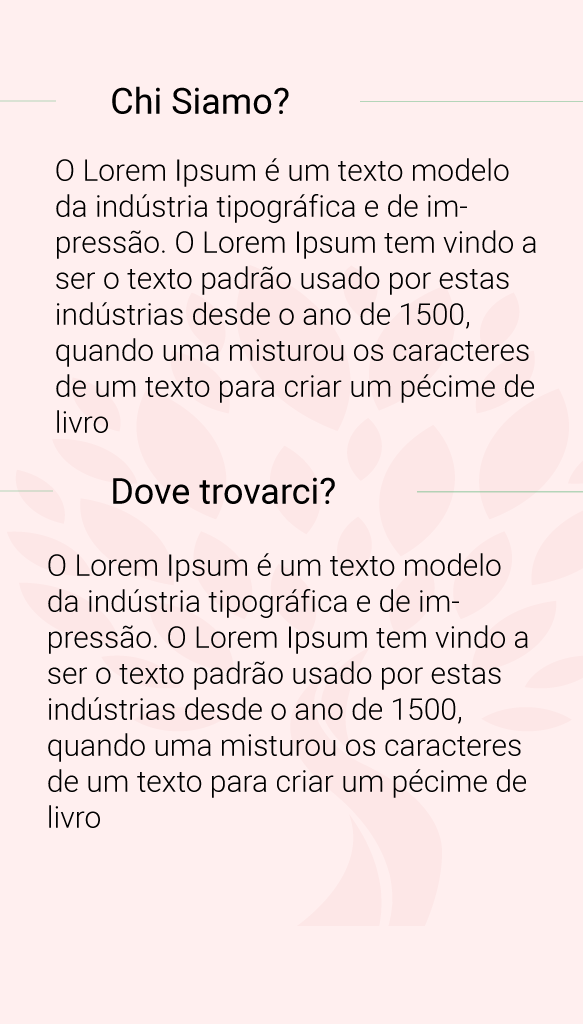 Chi Siamo?
O Lorem Ipsum é um texto modelo
da indústria tipográfica e de im-
pressão. O Lorem Ipsum tem vindo a
ser o texto padrão usado por estas
indústrias desde o ano de 1500,
quando uma misturou os caracteres
de um texto para criar um pécime de
livro
Dove trovarci?
O Lorem Ipsum é um texto modelo
da indústria tipográfica e de im-
pressão. O Lorem Ipsum tem vindo a
ser o texto padrão usado por estas
indústrias desde o ano de 1500,
quando uma misturou os caracteres
de um texto para criar um pécime de
livro